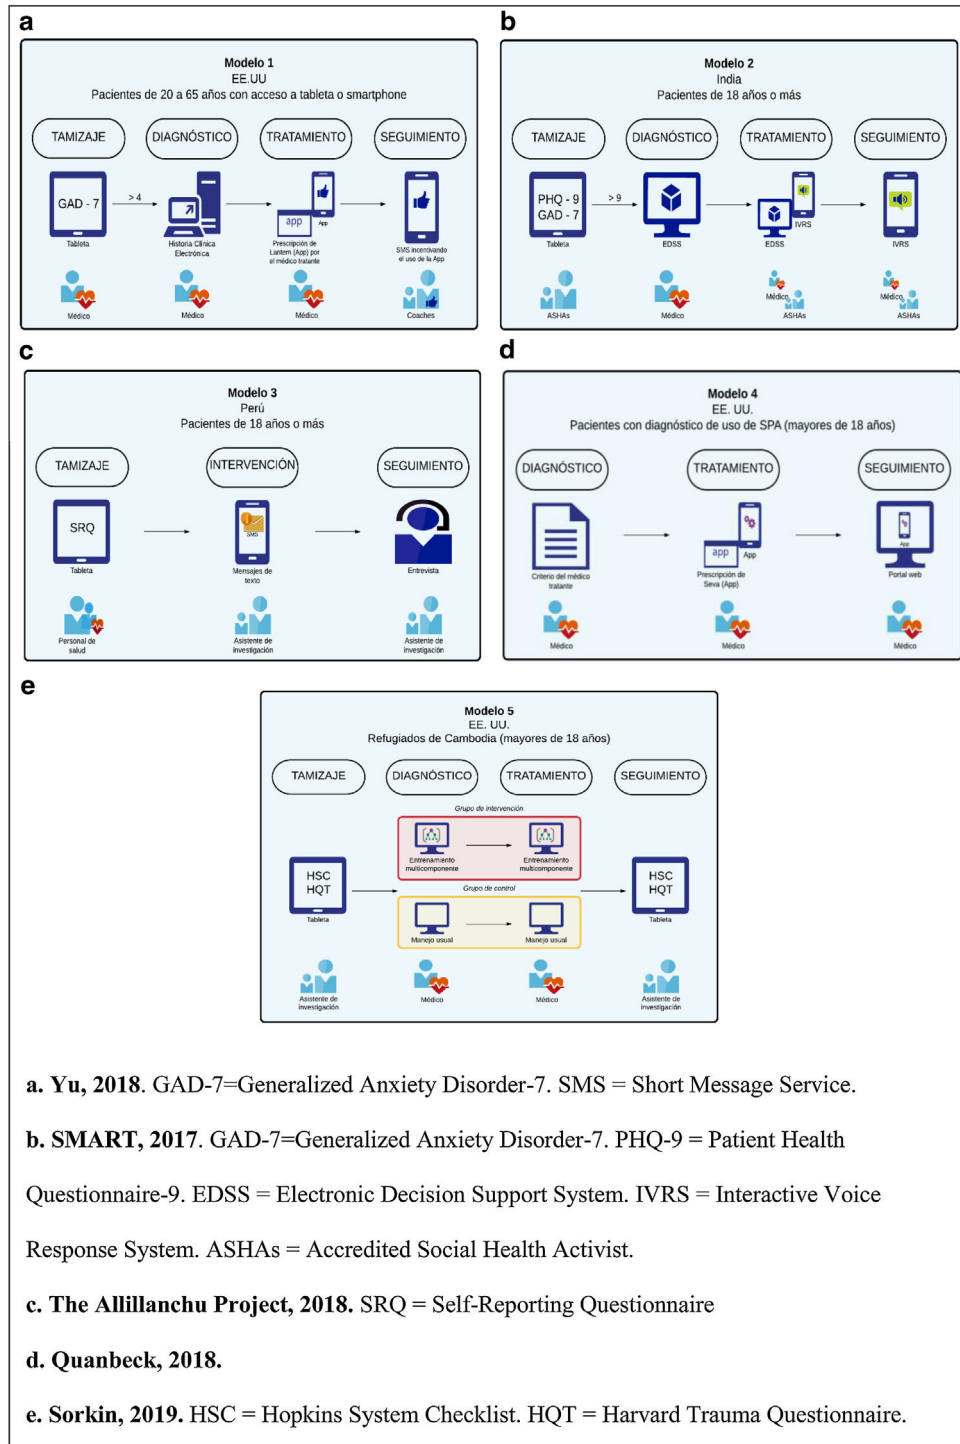 a
Modelo 1
EE.UU
Pacientes de 20 a 65 años con acceso a tableta o smartphone
TAMIZAJE DIAGNÓSTICO TRATAMIENTO SEGUIMIENTO
GAD - 7
> 4
app
App
Tableta
Historia Clínica
Electrónica
Prescripción de
Lantern (App) por
el médico tratante
SMS incentivando
el uso de la App
Médico Médico Médico Coaches
b
Modelo 2
India
Pacientes de 18 años o más
TAMIZAJE DIAGNÓSTICO TRATAMIENTO SEGUIMIENTO
PHQ - 9
GAD - 7
> 9
IVRS
Tableta EDSS EDSS IVRS
ASHAs Médico Médico ASHAs Médico ASHAs
c
Modelo 3
Perú
Pacientes de 18 años o más
TAMIZAJE INTERVENCIÓN SEGUIMIENTO
SRQ
SMS
Tableta
Mensajes de
texto
Entrevista
Personal de
salud
Asistente de
investigación
Asistente de
investigación
d
Modelo 4
EE. UU.
Pacientes con diagnóstico de uso de SPA (mayores de 18 años)
DIAGNÓSTICO TRATAMIENTO SEGUIMIENTO
app
App
App
Criterio del médico
tratante
Prescripción de
Seva (App)
Portal web
Médico Médico Médico
e
Modelo 5
EE. UU.
Refugiados de Cambodia (mayores de 18 años)
TAMIZAJE DIAGNÓSTICO TRATAMIENTO SEGUIMIENTO
Grupo de intervención
Entrenamiento
multicomponente
Entrenamiento
multicomponente
HSC
HQT
Tableta
HSC
HQT
Tableta
Grupo de control
Manejo usual Manejo usual
Asistente de
investigación
Médico Médico
Asistente de
investigación
a. Yu, 2018. GAD-7=Generalized Anxiety Disorder-7. SMS = Short Message Service.
b. SMART, 2017. GAD-7=Generalized Anxiety Disorder-7. PHQ-9 = Patient Health
Questionnaire-9. EDSS = Electronic Decision Support System. IVRS = Interactive Voice
Response System. ASHAs = Accredited Social Health Activist.
c. The Allillanchu Project, 2018. SRQ = Self-Reporting Questionnaire
d. Quanbeck, 2018.
e. Sorkin, 2019. HSC = Hopkins System Checklist. HQT = Harvard Trauma Questionnaire.